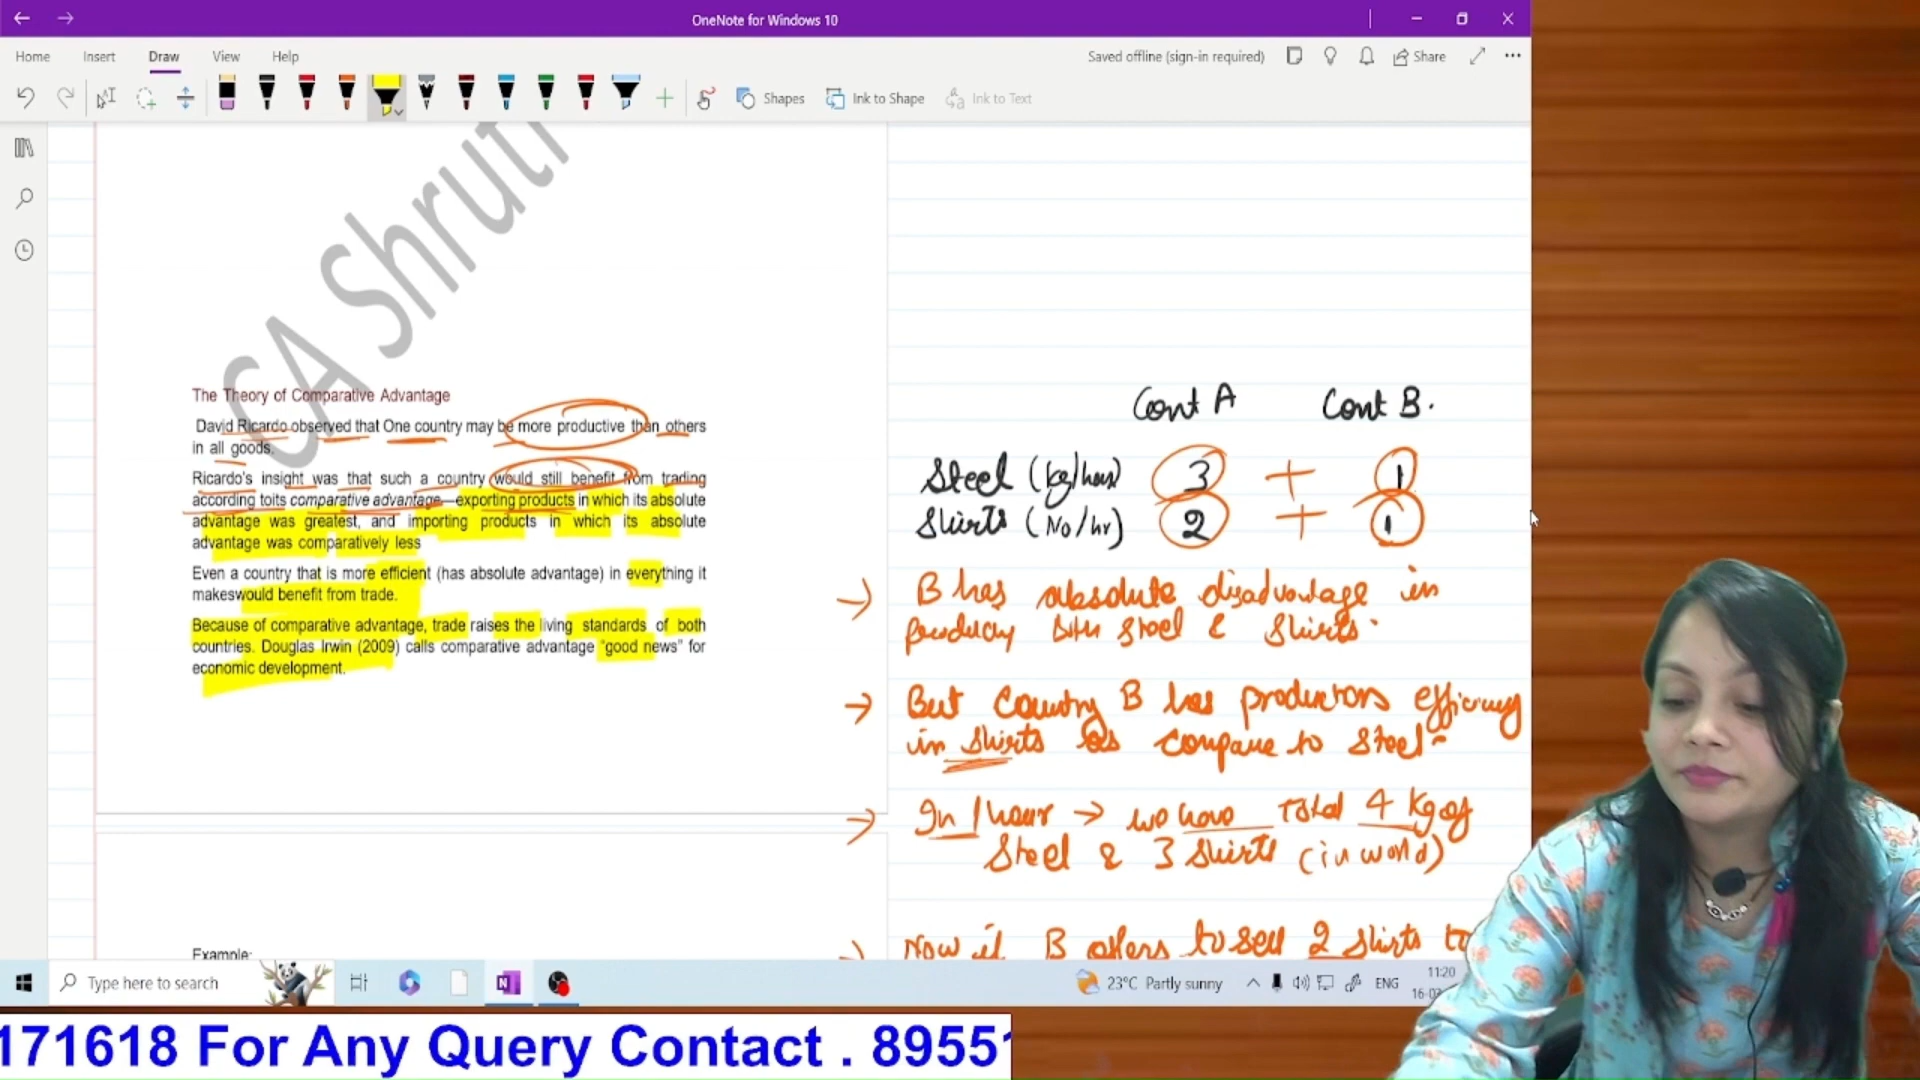 OneNote for Windows 10
Home Insert Draw View Help
Saved offline (sign-in required) Share
Shapes Ink to Shape Ink to Text
CA Shruti
The Theory of Comparative Advantage
David Ricardo observed that One country may be more productive than others
in all goods.
Ricardo's insight was that such a country would still benefit from trading
according toits comparative advantage—exporting products in which its absolute
advantage was greatest, and importing products in which its absolute
advantage was comparatively less
Even a country that is more efficient (has absolute advantage) in everything it
makeswould benefit from trade.
Because of comparative advantage, trade raises the living standards of both
countries. Douglas Irwin (2009) calls comparative advantage "good news" for
economic development.
Example:
Cont A Cont B.
Steel (kg/hour) 3 + 1
Shirts (No/hr) 2 + 1
→ B has absolute disadvantage in
both Steel & Shirts.
→ But Country B has efficiency
in shirts as compare to Steel-
→ In 1 hour → we have Total 4 kg of
Steel & 3 Shirts (in world)
Now if B offers to sell 2 shirts to
Type here to search
23°C Partly sunny
ENG
11:20
171618 For Any Query Contact . 8955